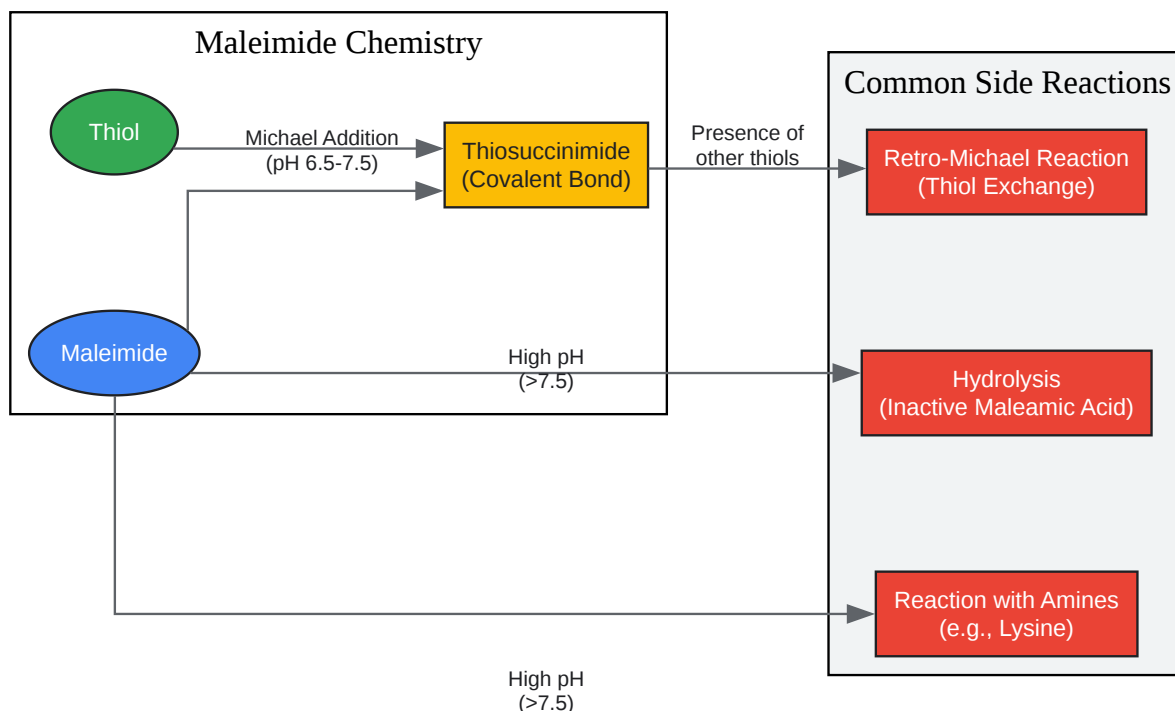 Maleimide Chemistry
Common Side Reactions
Thiol
Michael Addition
(pH 6.5-7.5)
Thiosuccinimide
(Covalent Bond)
Presence of
other thiols
Retro-Michael Reaction
(Thiol Exchange)
Maleimide
High pH
(>7.5)
Hydrolysis
(Inactive Maleamic Acid)
Reaction with Amines
(e.g., Lysine)
High pH
(>7.5)